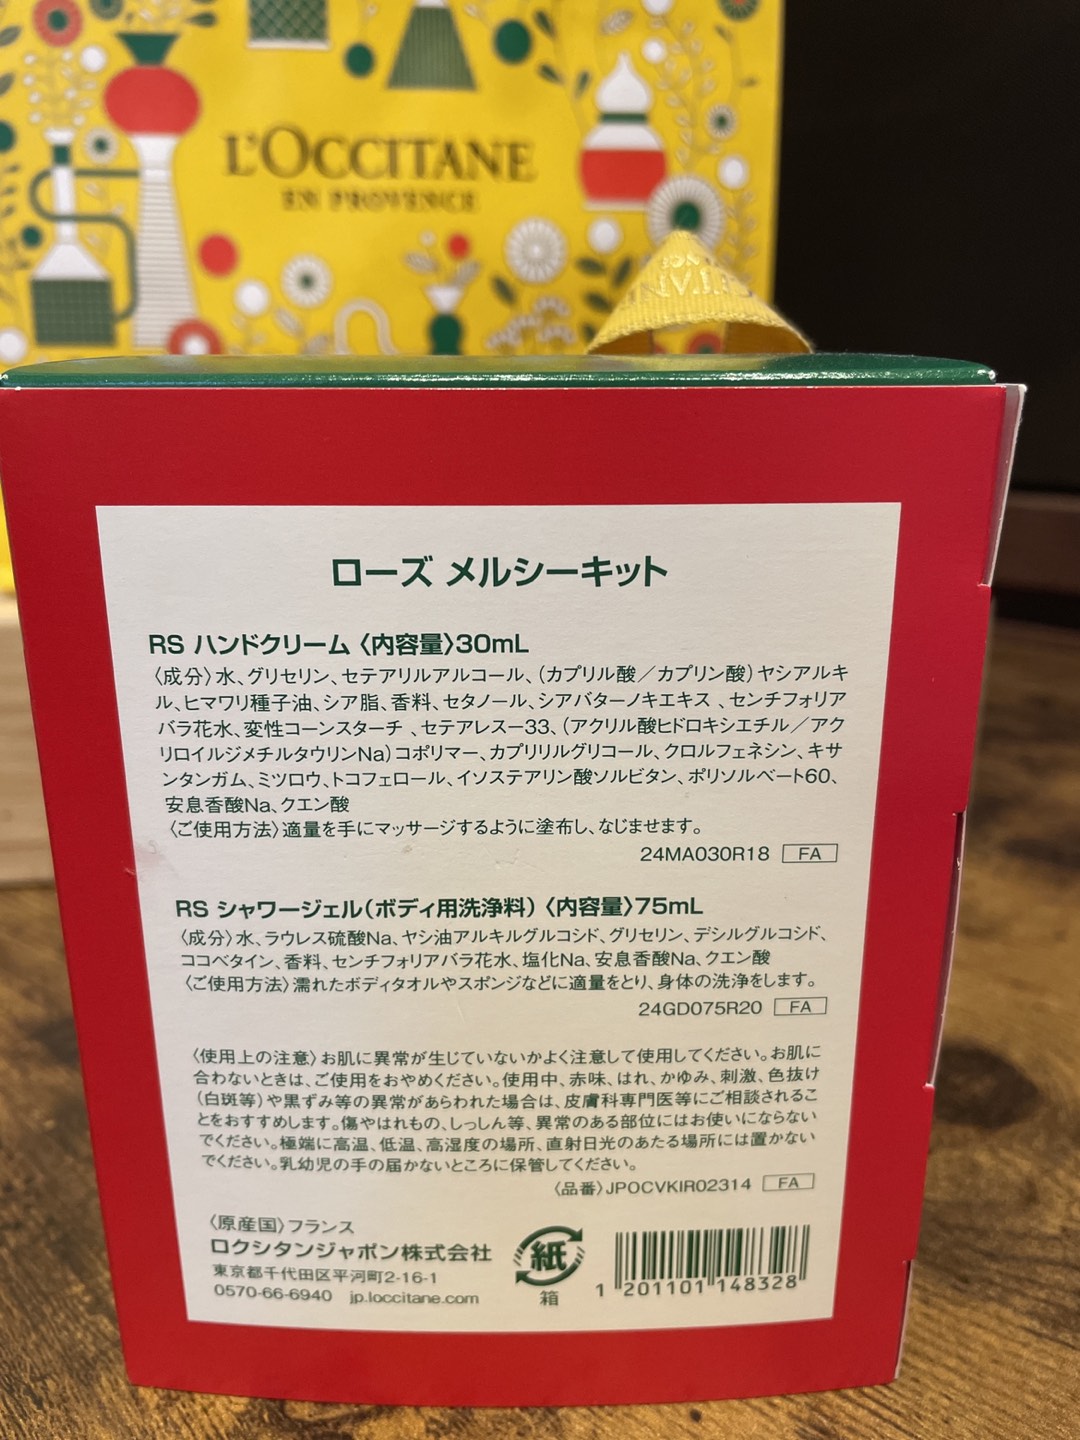 L'OCCITANE
EN PROVENCE
ローズ メルシーキット
RS ハンドクリーム〈内容量〉30mL
〈成分〉水、グリセリン、セテアリルアルコール、(カプリル酸/カプリン酸)ヤシアルキ
ル、ヒマワリ種子油、シア脂、香料、セタノール、シアバターノキエキス 、センチフォリア
バラ花水、変性コーンスターチ 、セテアレス-33、(アクリル酸ヒドロキシエチル/アク
リロイルジメチルタウリンNa)コポリマー、カプリリルグリコール、クロルフェネシン、キサ
ンタンガム、ミツロウ、トコフェロール、イソステアリン酸ソルビタン、ポリソルベート60、
安息香酸Na、クエン酸
〈ご使用方法〉適量を手にマッサージするように塗布し、なじませます。
24MA030R18 FA
RS シャワージェル(ボディ用洗浄料)〈内容量〉75mL
〈成分〉水、ラウレス硫酸Na、ヤシ油アルキルグルコシド、グリセリン、デシルグルコシド、
ココベタイン、香料、センチフォリアバラ花水、塩化Na、安息香酸Na、クエン酸
〈ご使用方法〉濡れたボディタオルやスポンジなどに適量をとり、身体の洗浄をします。
24GD075R20 FA
〈使用上の注意〉お肌に異常が生じていないかよく注意して使用してください。お肌に
合わないときは、ご使用をおやめください。使用中、赤味、はれ、かゆみ、刺激、色抜け
(白斑等)や黒ずみ等の異常があらわれた場合は、皮膚科専門医等にご相談されるこ
とをおすすめします。傷やはれもの、しっしん等、異常のある部位にはお使いにならない
でください。極端に高温、低温、高湿度の場所、直射日光のあたる場所には置かない
でください。乳幼児の手の届かないところに保管してください。
〈品番〉JPOCVKIR02314 FA
〈原産国〉フランス
ロクシタンジャポン株式会社
東京都千代田区平河町2-16-1
0570-66-6940 jp.loccitane.com
紙
箱
1 201101 148328